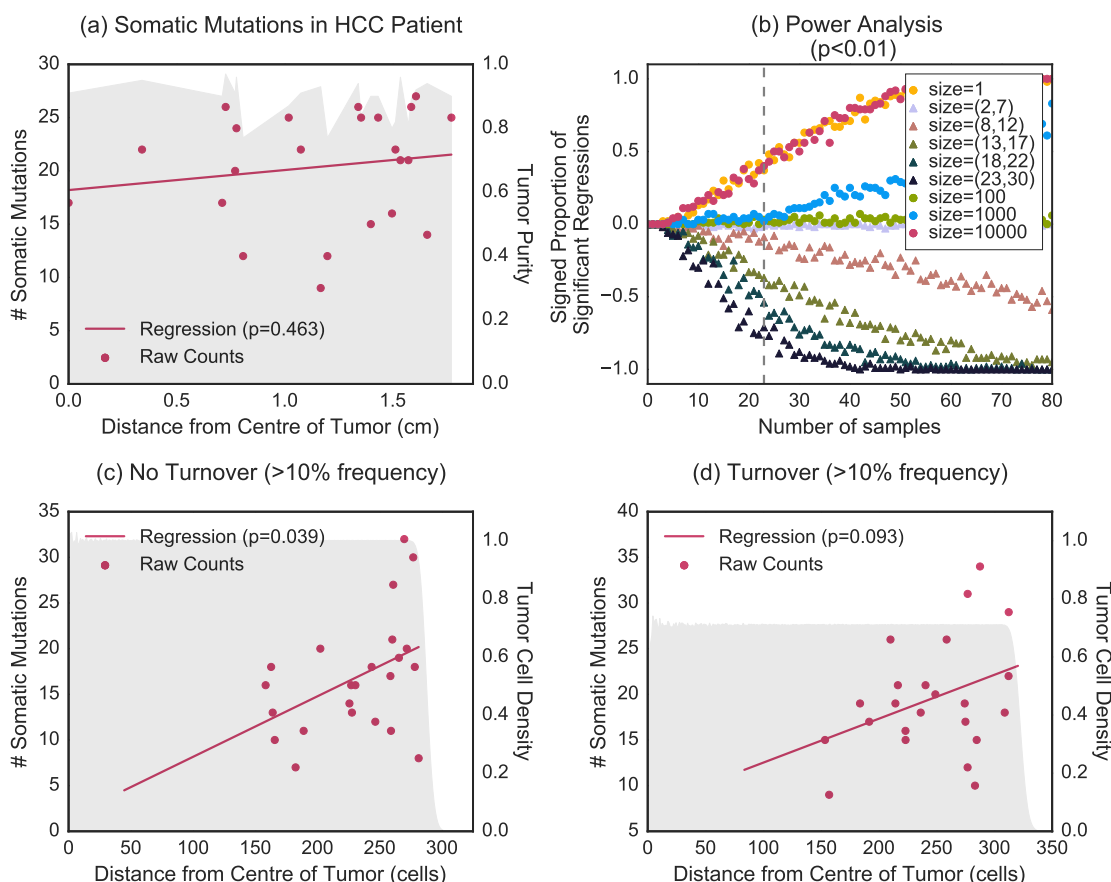 (a) Somatic Mutations in HCC Patient
30
25
20
15
10
5
0
# Somatic Mutations
1.0
0.8
0.6
0.4
0.2
0.0
Tumor Purity
Regression (p=0.463)
Raw Counts
0.0 0.5 1.0 1.5
Distance from Centre of Tumor (cm)
(b) Power Analysis
(p<0.01)
1.0
0.5
0.0
−0.5
−1.0
Signed Proportion of
Significant Regressions
size=1
size=(2,7)
size=(8,12)
size=(13,17)
size=(18,22)
size=(23,30)
size=100
size=1000
size=10000
0 10 20 30 40 50 60 70 80
Number of samples
(c) No Turnover (>10% frequency)
35
30
25
20
15
10
5
0
# Somatic Mutations
Regression (p=0.039)
Raw Counts
1.0
0.8
0.6
0.4
0.2
0.0
Tumor Cell Density
0 50 100 150 200 250 300
Distance from Centre of Tumor (cells)
(d) Turnover (>10% frequency)
40
35
30
25
20
15
10
5
# Somatic Mutations
Regression (p=0.093)
Raw Counts
1.0
0.8
0.6
0.4
0.2
0.0
Tumor Cell Density
0 50 100 150 200 250 300 350
Distance from Centre of Tumor (cells)